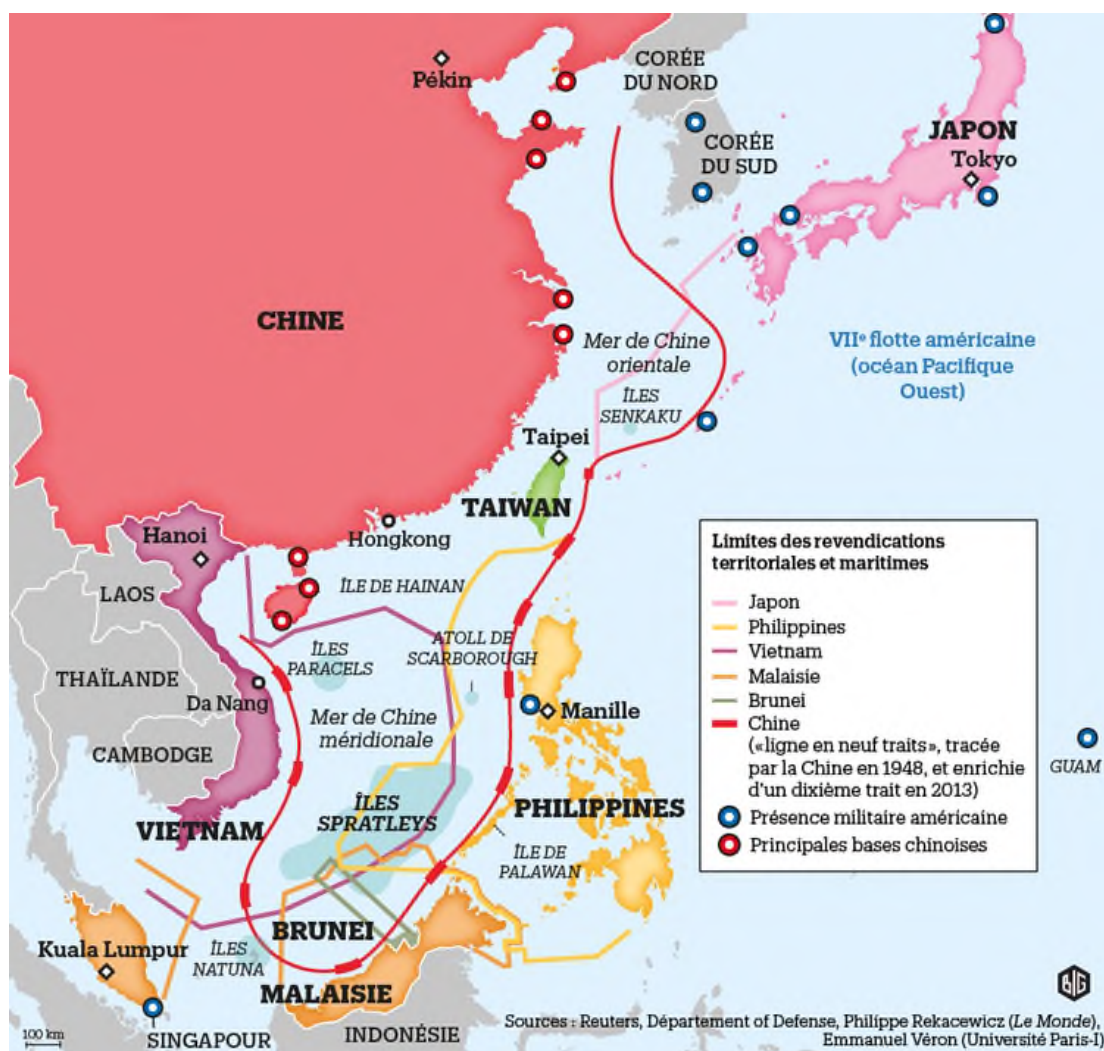 Pékin
CORÉE
DU NORD
CORÉE
DU SUD
JAPON
Tokyo
CHINE
Mer de Chine
orientale
VIIe flotte américaine
(océan Pacifique
Ouest)
ÎLES
SENKAKU
Taipei
TAIWAN
Hongkong
Hanoi
LAOS
ÎLE DE HAINAN
ÎLES
PARACELS
ATOLL DE
SCARBOROUGH
THAÏLANDE
Da Nang
Mer de Chine
méridionale
Manille
CAMBODGE
VIETNAM
ÎLES
SPRATLEYS
PHILIPPINES
ÎLE DE
PALAWAN
GUAM
BRUNEI
Kuala Lumpur
ÎLES
NATUNA
MALAISIE
SINGAPOUR
INDONÉSIE
100 km
Limites des revendications
territoriales et maritimes
Japon
Philippines
Vietnam
Malaisie
Brunei
Chine
(«ligne en neuf traits», tracée
par la Chine en 1948, et enrichie
d'un dixième trait en 2013)
Présence militaire américaine
Principales bases chinoises
BIG
Sources : Reuters, Département of Defense, Philippe Rekacewicz (Le Monde),
Emmanuel Véron (Université Paris-I)